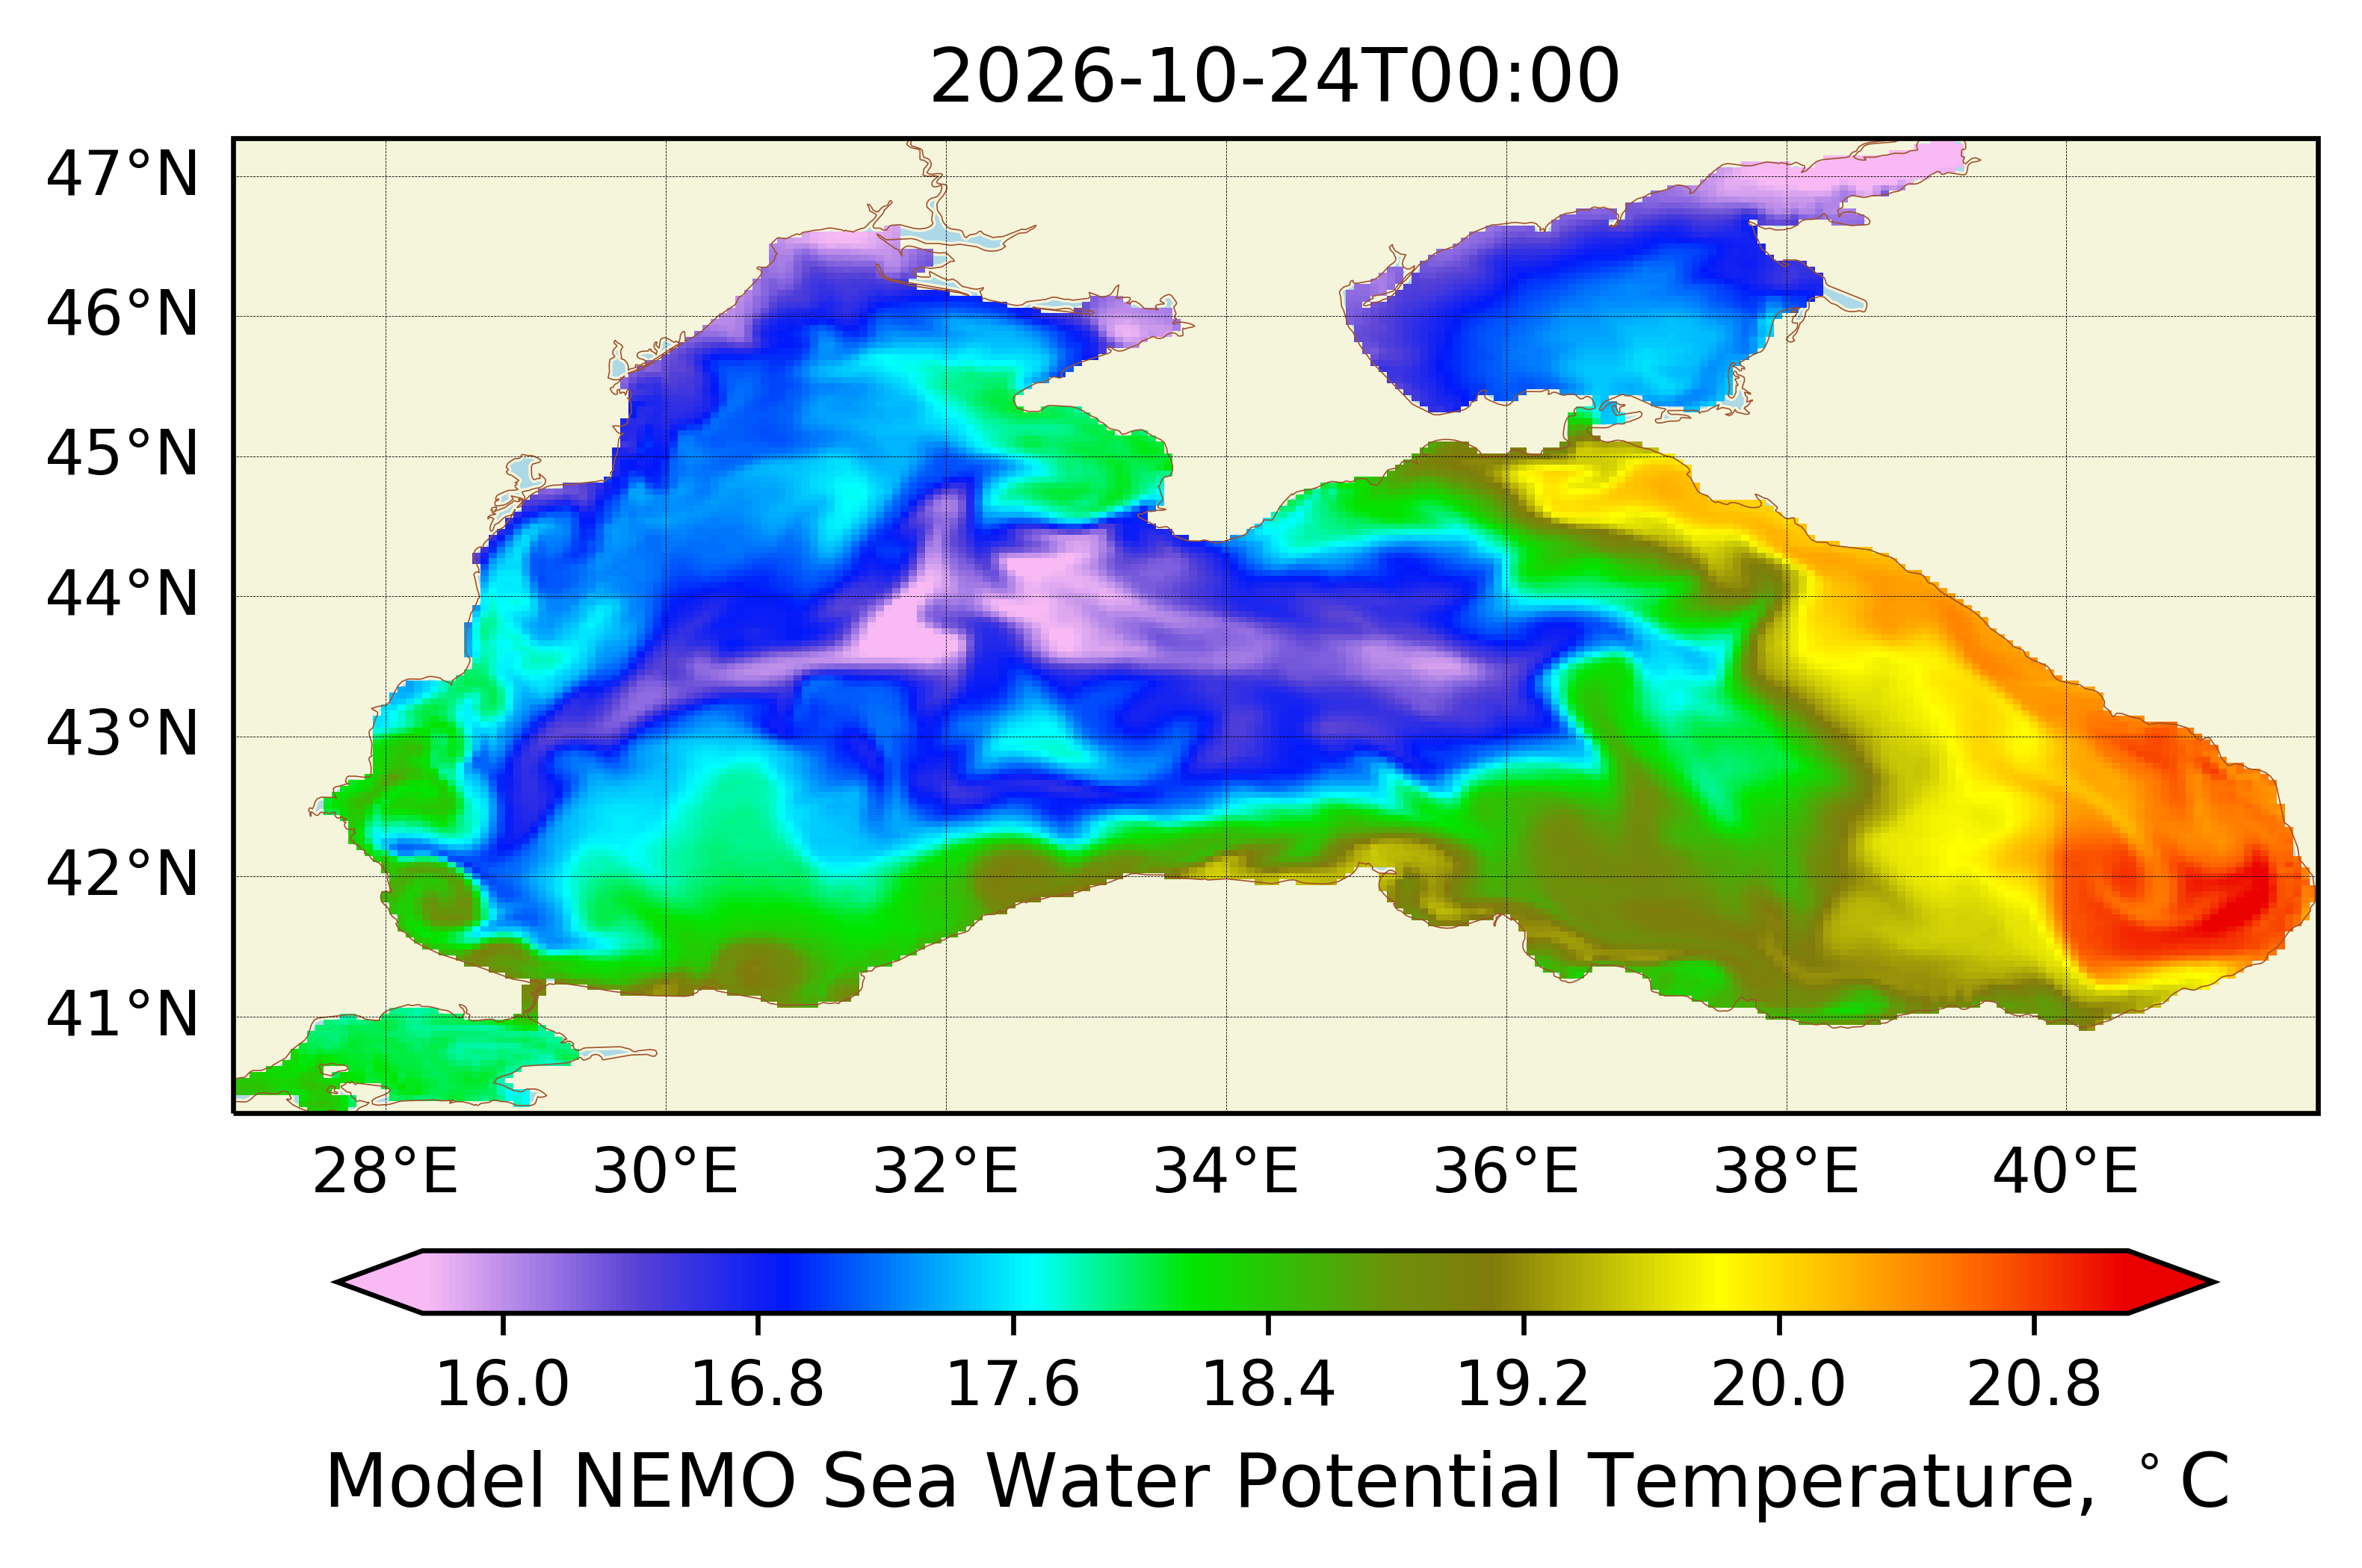 2026-10-24T00:00
47°N
46°N
45°N
44°N
43°N
42°N
41°N
28°E 30°E 32°E 34°E 36°E 38°E 40°E
16.0 16.8 17.6 18.4 19.2 20.0 20.8
Model NEMO Sea Water Potential Temperature, °C